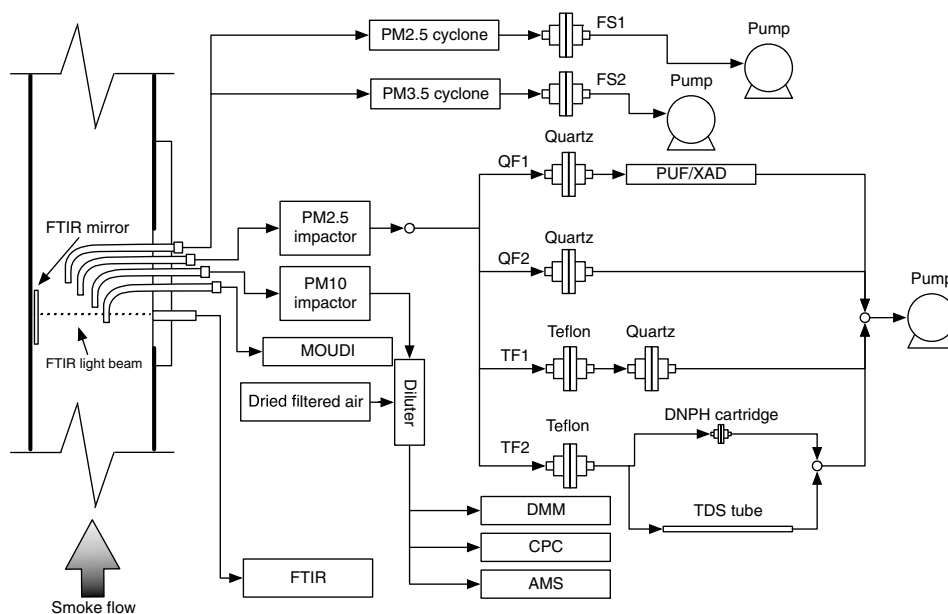 PM2.5 cyclone
FS1
Pump
PM3.5 cyclone
FS2
Pump
Quartz
QF1
PUF/XAD
FTIR mirror
PM2.5
impactor
Quartz
QF2
PM10
impactor
Pump
FTIR light beam
MOUDI
Teflon
Quartz
TF1
Dried filtered air
Diluter
Teflon
DNPH cartridge
TF2
TDS tube
DMM
CPC
AMS
FTIR
Smoke flow